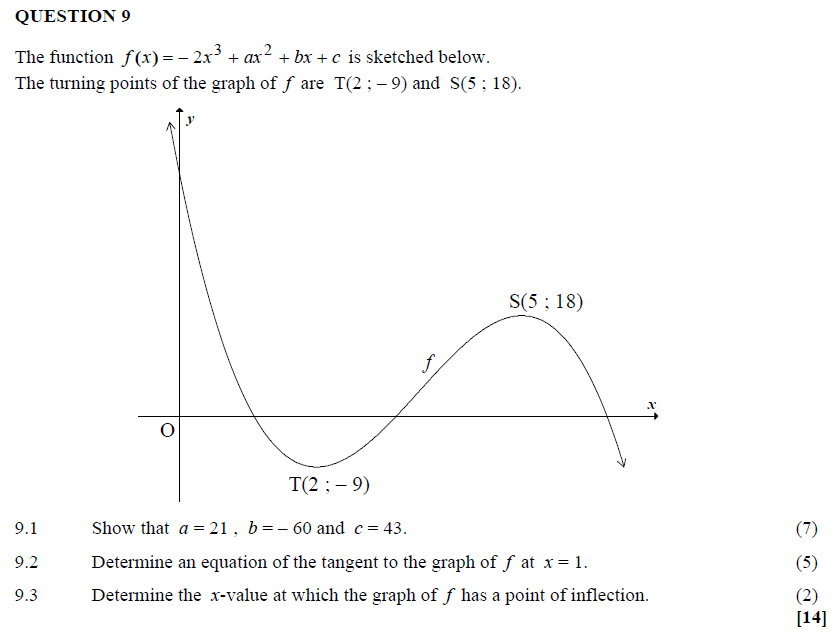 QUESTION 9
The function f(x) = − 2x³ + ax² + bx + c is sketched below.
The turning points of the graph of f are T(2 ; − 9) and S(5 ; 18).
y
S(5 ; 18)
f
x
O
T(2 ; − 9)
9.1 Show that a = 21 , b = − 60 and c = 43. (7)
9.2 Determine an equation of the tangent to the graph of f at x = 1. (5)
9.3 Determine the x-value at which the graph of f has a point of inflection. (2)
[14]